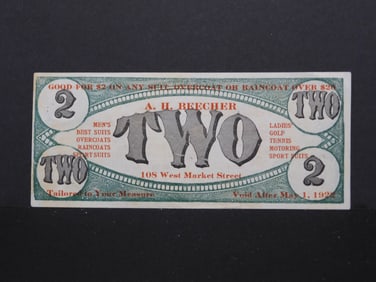 GOOD FOR $2 ON ANY SUIT, OVERCOAT OR RAINCOAT OVER $20
2
TWO
A. H. BEECHER
MEN'S
BUSI SUITS
OVERCOATS
RAINCOATS
SUITS
TWO
LADIES'
GOLF
TENNIS
MOTORING
SPORT SUITS
TWO
2
108 West Market Street
Tailored to Your Measure
Void After May 1,